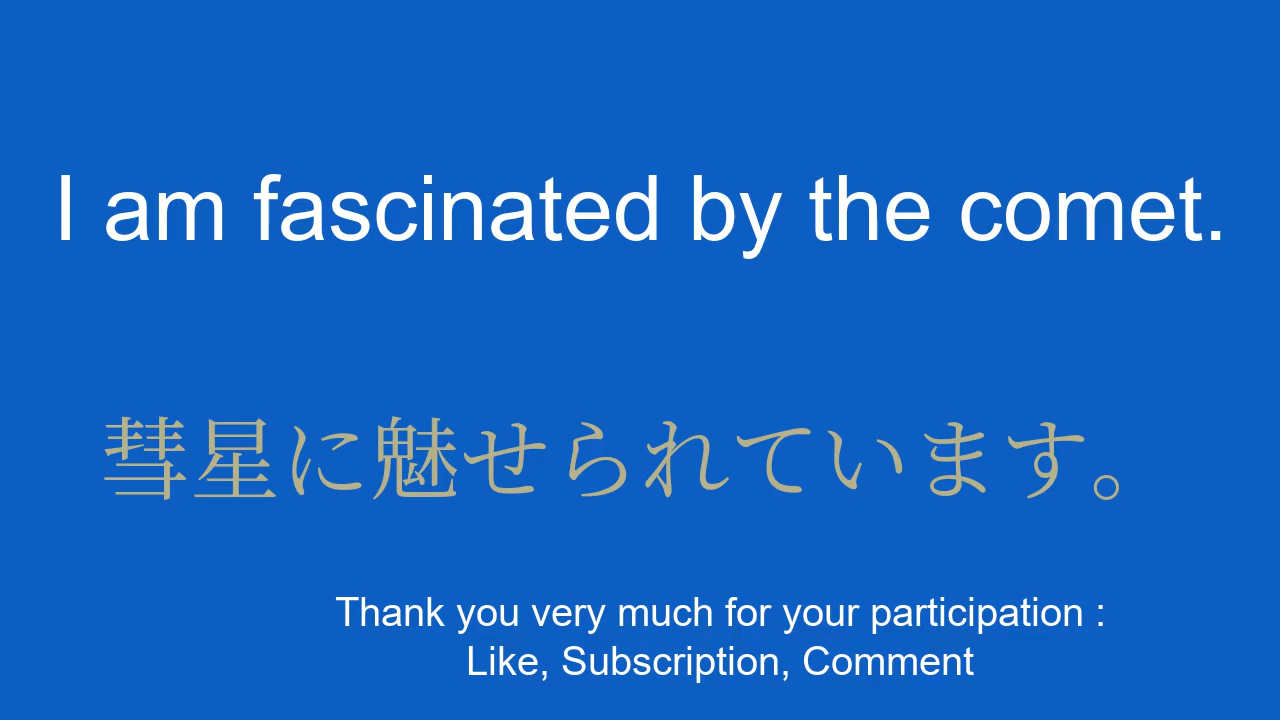 I am fascinated by the comet.
彗星に魅せられています。
Thank you very much for your participation :
Like, Subscription, Comment